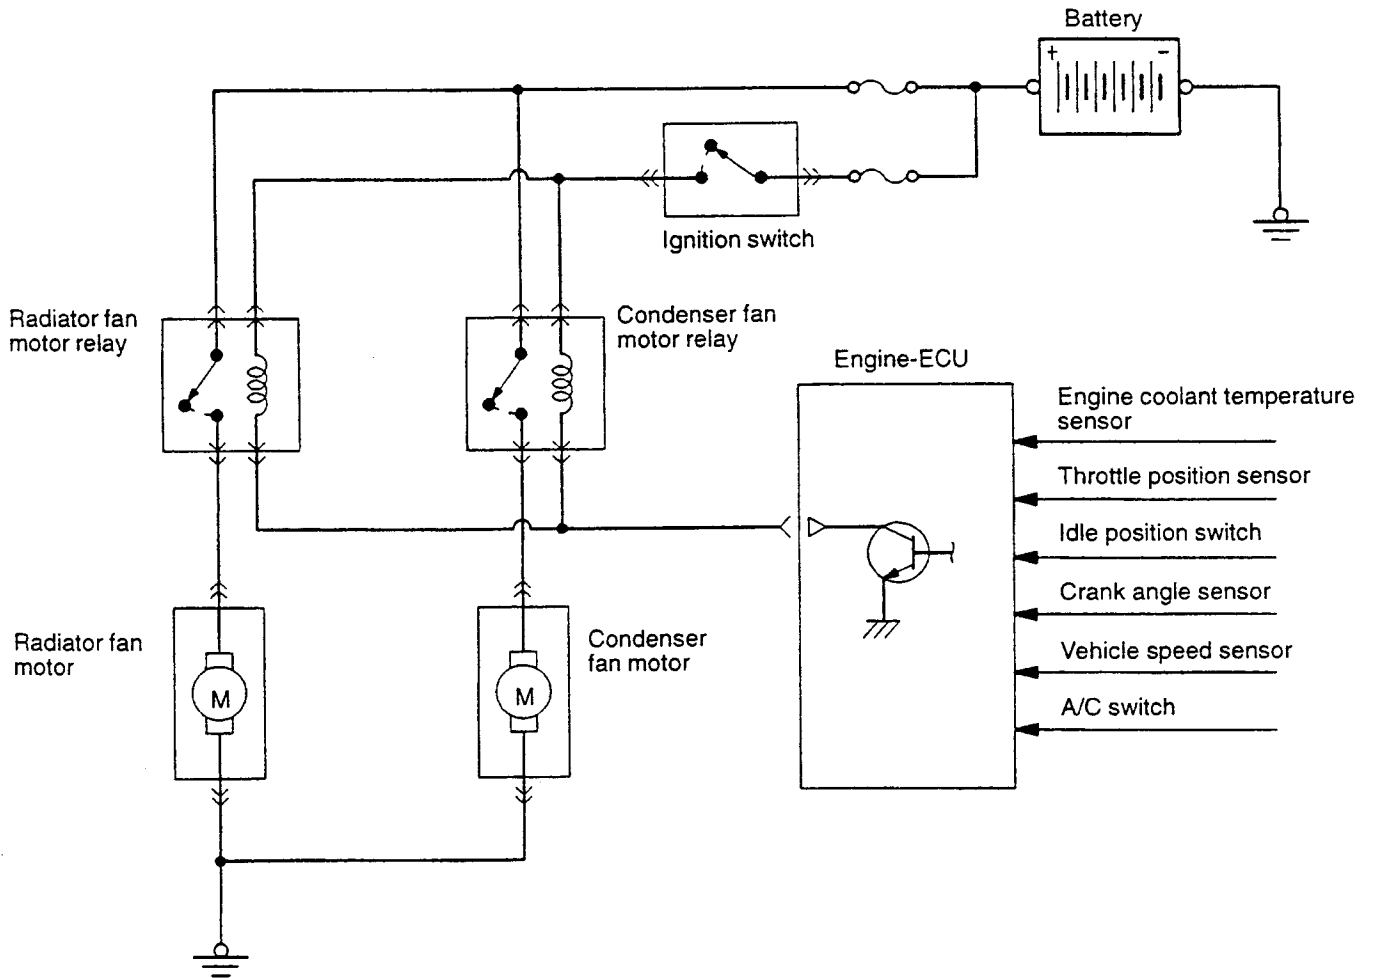 Battery
+ −
Ignition switch
Radiator fan
motor relay
Condenser fan
motor relay
Engine-ECU
Engine coolant temperature
sensor
Throttle position sensor
Idle position switch
Crank angle sensor
Vehicle speed sensor
A/C switch
Radiator fan
motor
M
Condenser
fan motor
M